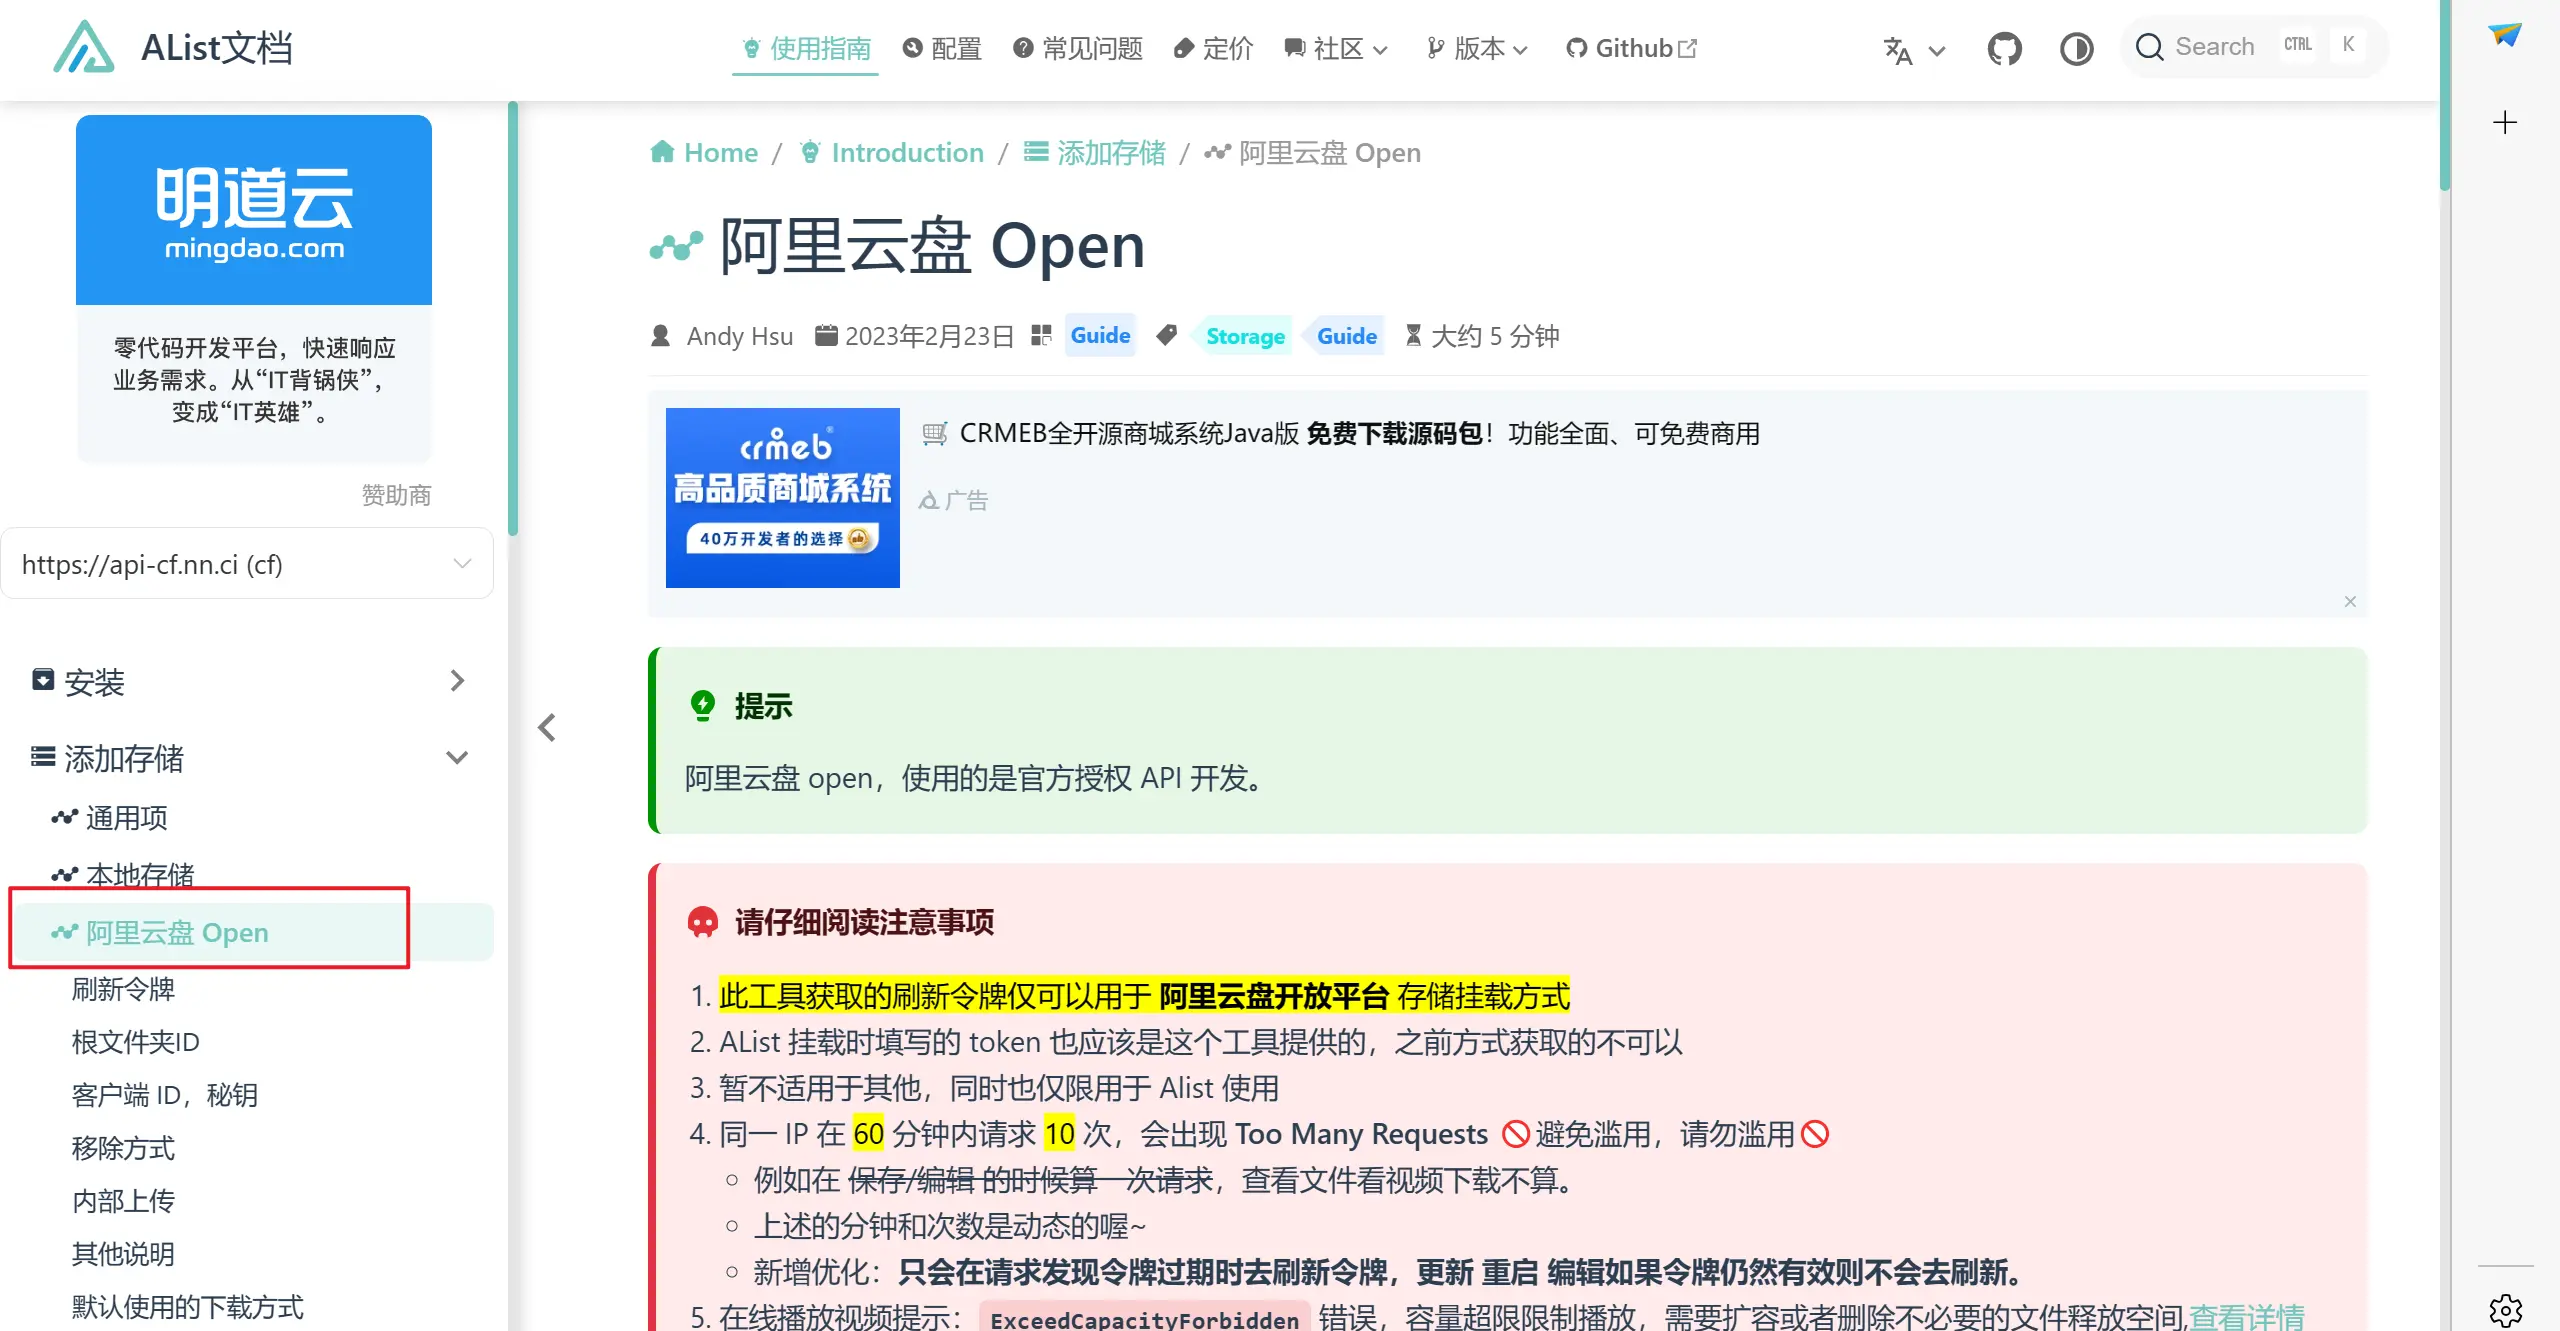 AList文档
使用指南 配置 常见问题 定价 社区 版本 Github Search CTRL K
明道云
mingdao.com
零代码开发平台，快速响应
业务需求。从“IT背锅侠”，
变成“IT英雄”。
赞助商
https://api-cf.nn.ci (cf)
安装
添加存储
通用项
本地存储
阿里云盘 Open
刷新令牌
根文件夹ID
客户端 ID，秘钥
移除方式
内部上传
其他说明
默认使用的下载方式
Home / Introduction / 添加存储 / 阿里云盘 Open
阿里云盘 Open
Andy Hsu 2023年2月23日 Guide Storage Guide 大约 5 分钟
crmeb®
高品质商城系统
40万开发者的选择
CRMEB全开源商城系统Java版 免费下载源码包！功能全面、可免费商用
广告
×
提示
阿里云盘 open，使用的是官方授权 API 开发。
请仔细阅读注意事项
1. 此工具获取的刷新令牌仅可以用于 阿里云盘开放平台 存储挂载方式
2. AList 挂载时填写的 token 也应该是这个工具提供的，之前方式获取的不可以
3. 暂不适用于其他，同时也仅限用于 Alist 使用
4. 同一 IP 在 60 分钟内请求 10 次，会出现 Too Many Requests 🚫避免滥用，请勿滥用🚫
例如在 保存/编辑 的时候算一次请求，查看文件看视频下载不算。
上述的分钟和次数是动态的喔~
新增优化：只会在请求发现令牌过期时去刷新令牌，更新 重启 编辑如果令牌仍然有效则不会去刷新。
5. 在线播放视频提示： ExceedCapacityForbidden 错误，容量超限限制播放，需要扩容或者删除不必要的文件释放空间,查看详情